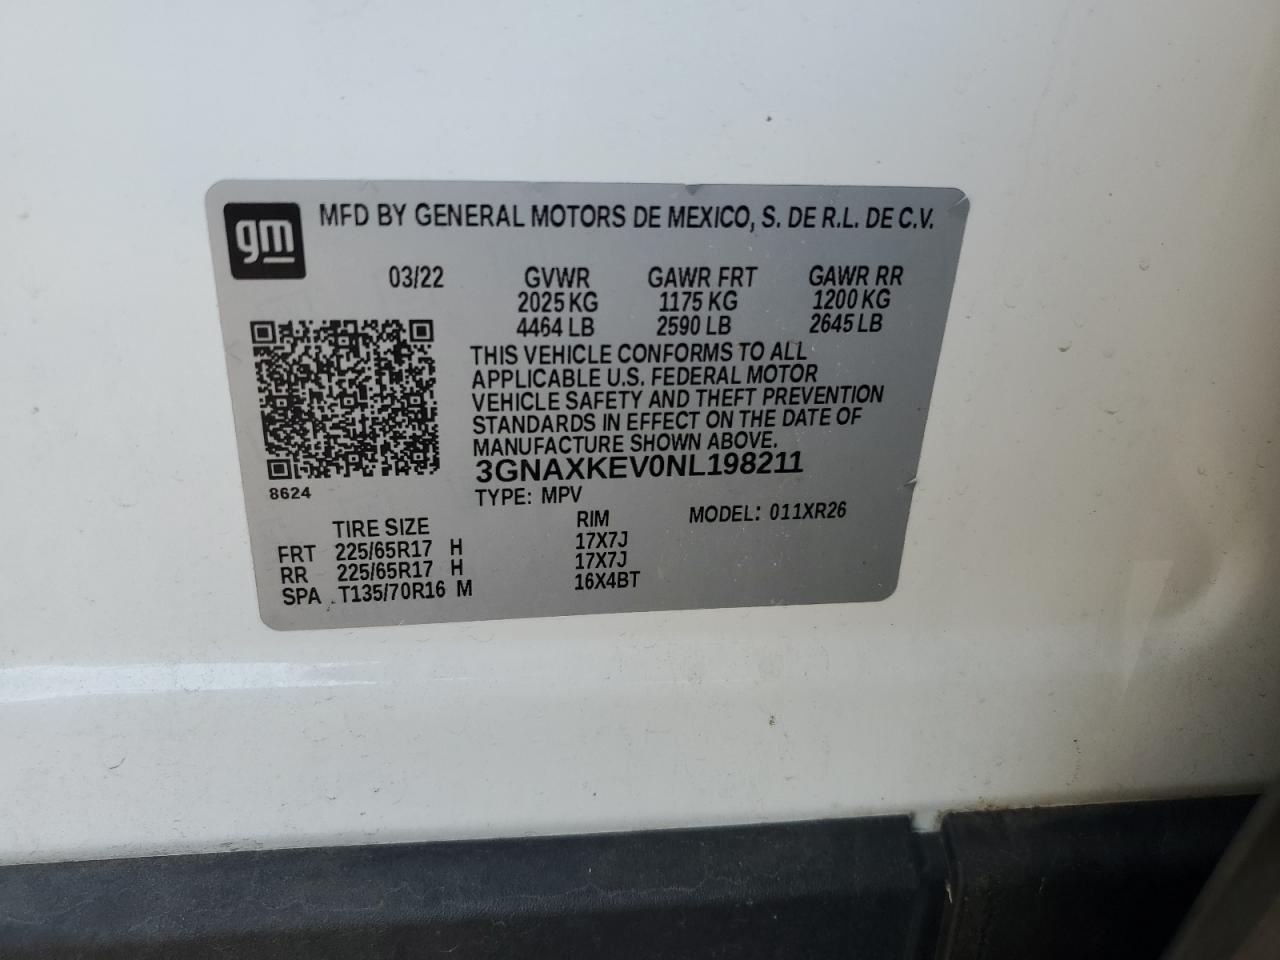 gm
MFD BY GENERAL MOTORS DE MEXICO, S. DE R.L. DE C.V.
03/22 GVWR GAWR FRT GAWR RR
2025 KG 1175 KG 1200 KG
4464 LB 2590 LB 2645 LB
THIS VEHICLE CONFORMS TO ALL
APPLICABLE U.S. FEDERAL MOTOR
VEHICLE SAFETY AND THEFT PREVENTION
STANDARDS IN EFFECT ON THE DATE OF
MANUFACTURE SHOWN ABOVE.
3GNAXKEV0NL198211
8624
TYPE: MPV
MODEL: 011XR26
TIRE SIZE RIM
FRT 225/65R17 H 17X7J
RR 225/65R17 H 17X7J
SPA T135/70R16 M 16X4BT